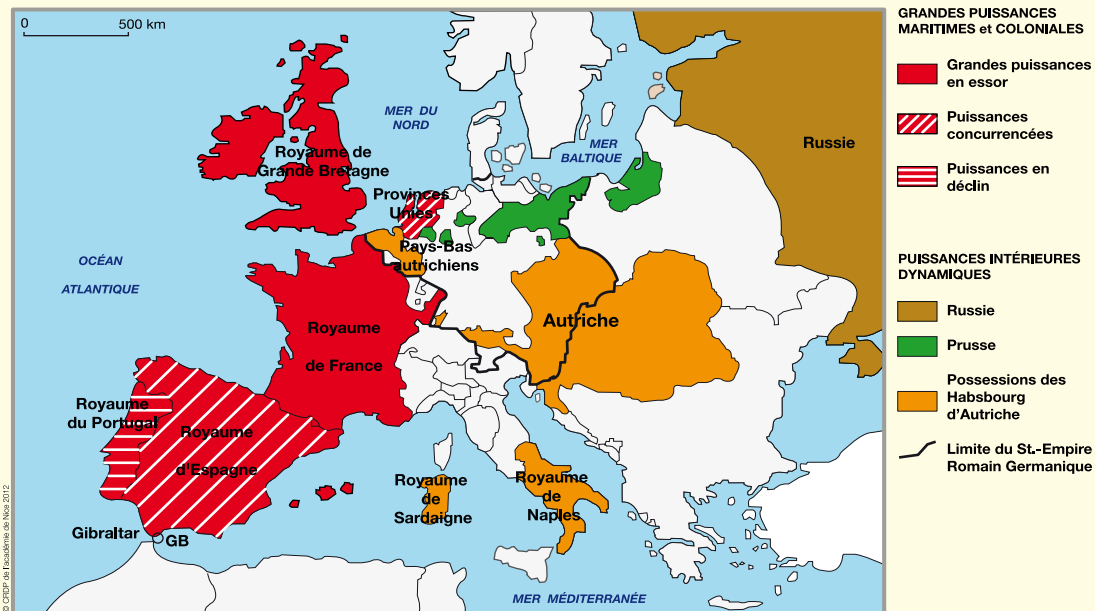 0
500 km
MER DU
NORD
MER
BALTIQUE
Russie
Royaume de
Grande Bretagne
Provinces
Unies
Pays-Bas
autrichiens
OCÉAN
ATLANTIQUE
Royaume
de France
Autriche
Royaume
du Portugal
Royaume
d'Espagne
Royaume
de
Sardaigne
Royaume
de
Naples
Gibraltar
GB
MER MÉDITERRANÉE
© CRDP de l'académie de Nice 2012
GRANDES PUISSANCES
MARITIMES et COLONIALES
Grandes puissances
en essor
Puissances
concurrencées
Puissances en
déclin
PUISSANCES INTÉRIEURES
DYNAMIQUES
Russie
Prusse
Possessions des
Habsbourg
d'Autriche
Limite du St.-Empire
Romain Germanique